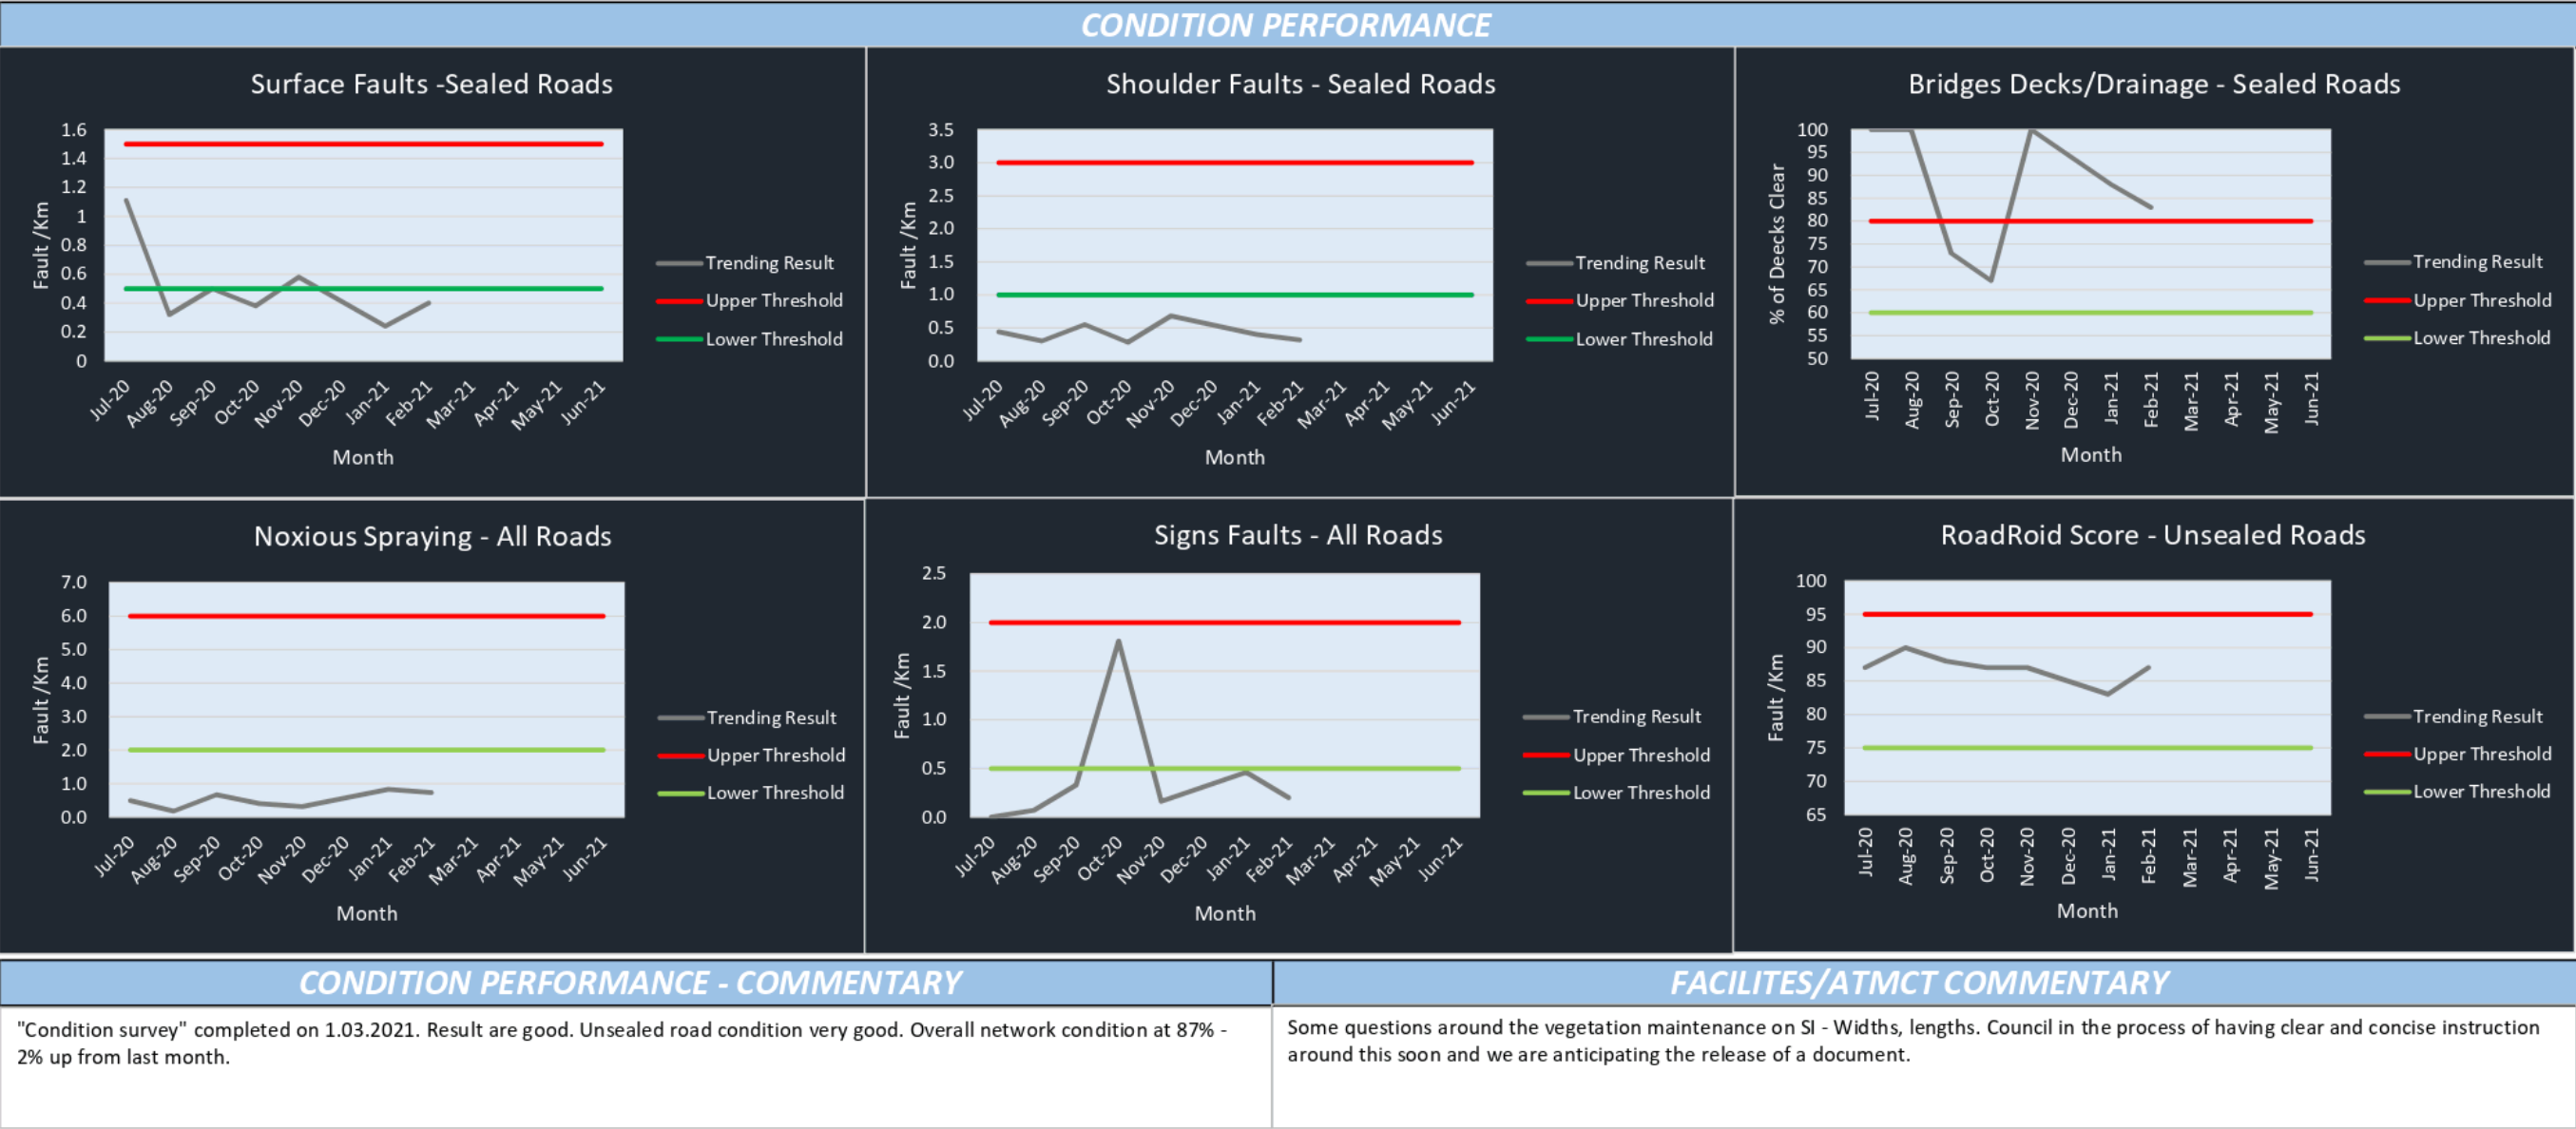 CONDITION PERFORMANCE
Surface Faults -Sealed Roads
Fault /Km
1.6
1.4
1.2
1
0.8
0.6
0.4
0.2
0
Jul-20 Aug-20 Sep-20 Oct-20 Nov-20 Dec-20 Jan-21 Feb-21 Mar-21 Apr-21 May-21 Jun-21
Month
Trending Result
Upper Threshold
Lower Threshold
Shoulder Faults - Sealed Roads
Fault /Km
3.5
3.0
2.5
2.0
1.5
1.0
0.5
0.0
Jul-20 Aug-20 Sep-20 Oct-20 Nov-20 Dec-20 Jan-21 Feb-21 Mar-21 Apr-21 May-21 Jun-21
Month
Trending Result
Upper Threshold
Lower Threshold
Bridges Decks/Drainage - Sealed Roads
% of Deecks Clear
100
95
90
85
80
75
70
65
60
55
50
Jul-20 Aug-20 Sep-20 Oct-20 Nov-20 Dec-20 Jan-21 Feb-21 Mar-21 Apr-21 May-21 Jun-21
Month
Trending Result
Upper Threshold
Lower Threshold
Noxious Spraying - All Roads
Fault /Km
7.0
6.0
5.0
4.0
3.0
2.0
1.0
0.0
Jul-20 Aug-20 Sep-20 Oct-20 Nov-20 Dec-20 Jan-21 Feb-21 Mar-21 Apr-21 May-21 Jun-21
Month
Trending Result
Upper Threshold
Lower Threshold
Signs Faults - All Roads
Fault /Km
2.5
2.0
1.5
1.0
0.5
0.0
Jul-20 Aug-20 Sep-20 Oct-20 Nov-20 Dec-20 Jan-21 Feb-21 Mar-21 Apr-21 May-21 Jun-21
Month
Trending Result
Upper Threshold
Lower Threshold
RoadRoid Score - Unsealed Roads
Fault /Km
100
95
90
85
80
75
70
65
Jul-20 Aug-20 Sep-20 Oct-20 Nov-20 Dec-20 Jan-21 Feb-21 Mar-21 Apr-21 May-21 Jun-21
Month
Trending Result
Upper Threshold
Lower Threshold
CONDITION PERFORMANCE - COMMENTARY
"Condition survey" completed on 1.03.2021. Result are good. Unsealed road condition very good. Overall network condition at 87% -
2% up from last month.
FACILITES/ATMCT COMMENTARY
Some questions around the vegetation maintenance on SI - Widths, lengths. Council in the process of having clear and concise instruction
around this soon and we are anticipating the release of a document.